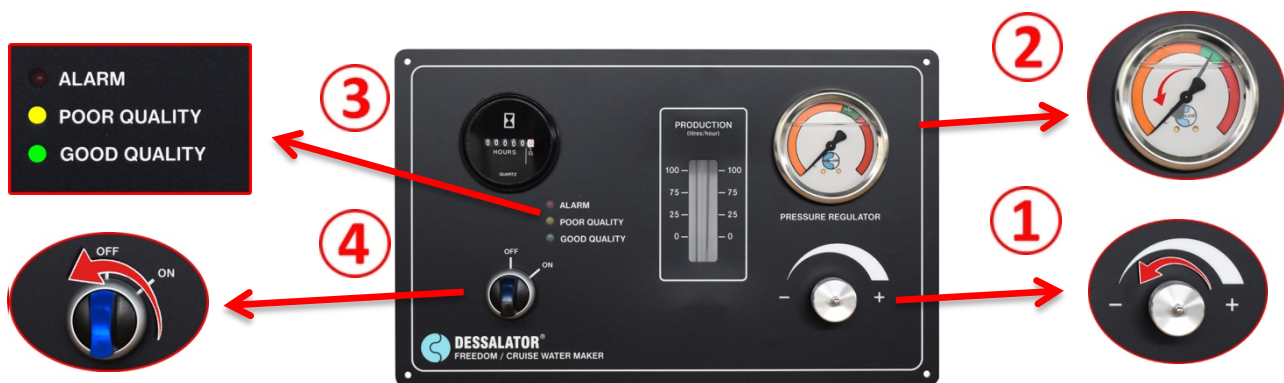 ALARM
POOR QUALITY
GOOD QUALITY
3
2
HOURS
QUARTZ
PRODUCTION
(litres/hour)
100 100
75 75
25 25
0 0
ALARM
POOR QUALITY
GOOD QUALITY
PRESSURE REGULATOR
1
4
OFF
ON
OFF
ON
- +
- +
DESSALATOR®
FREEDOM / CRUISE WATER MAKER